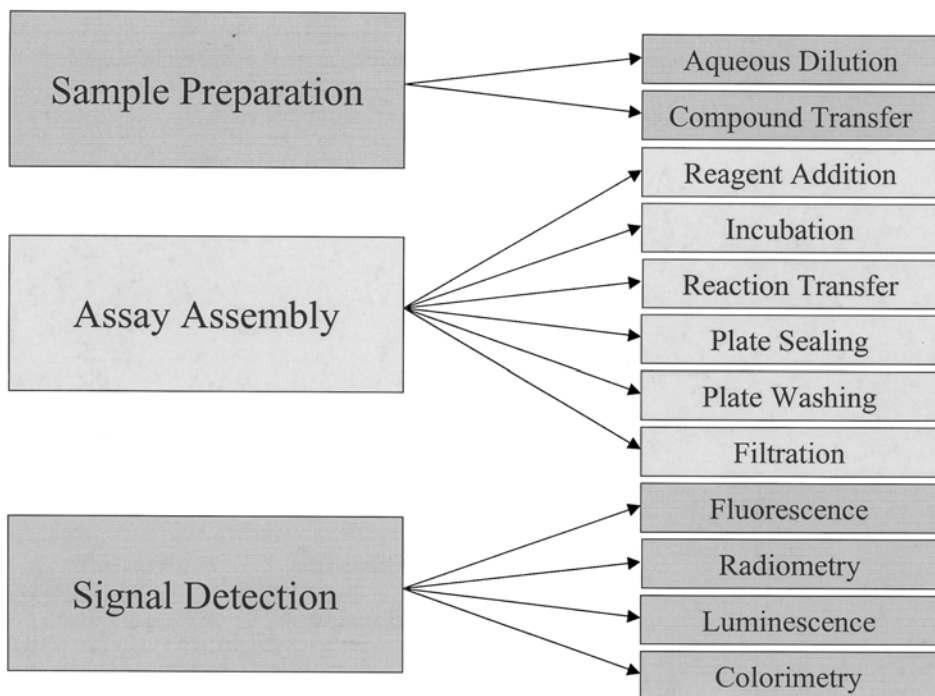 Sample Preparation
Aqueous Dilution
Compound Transfer
Assay Assembly
Reagent Addition
Incubation
Reaction Transfer
Plate Sealing
Plate Washing
Filtration
Signal Detection
Fluorescence
Radiometry
Luminescence
Colorimetry